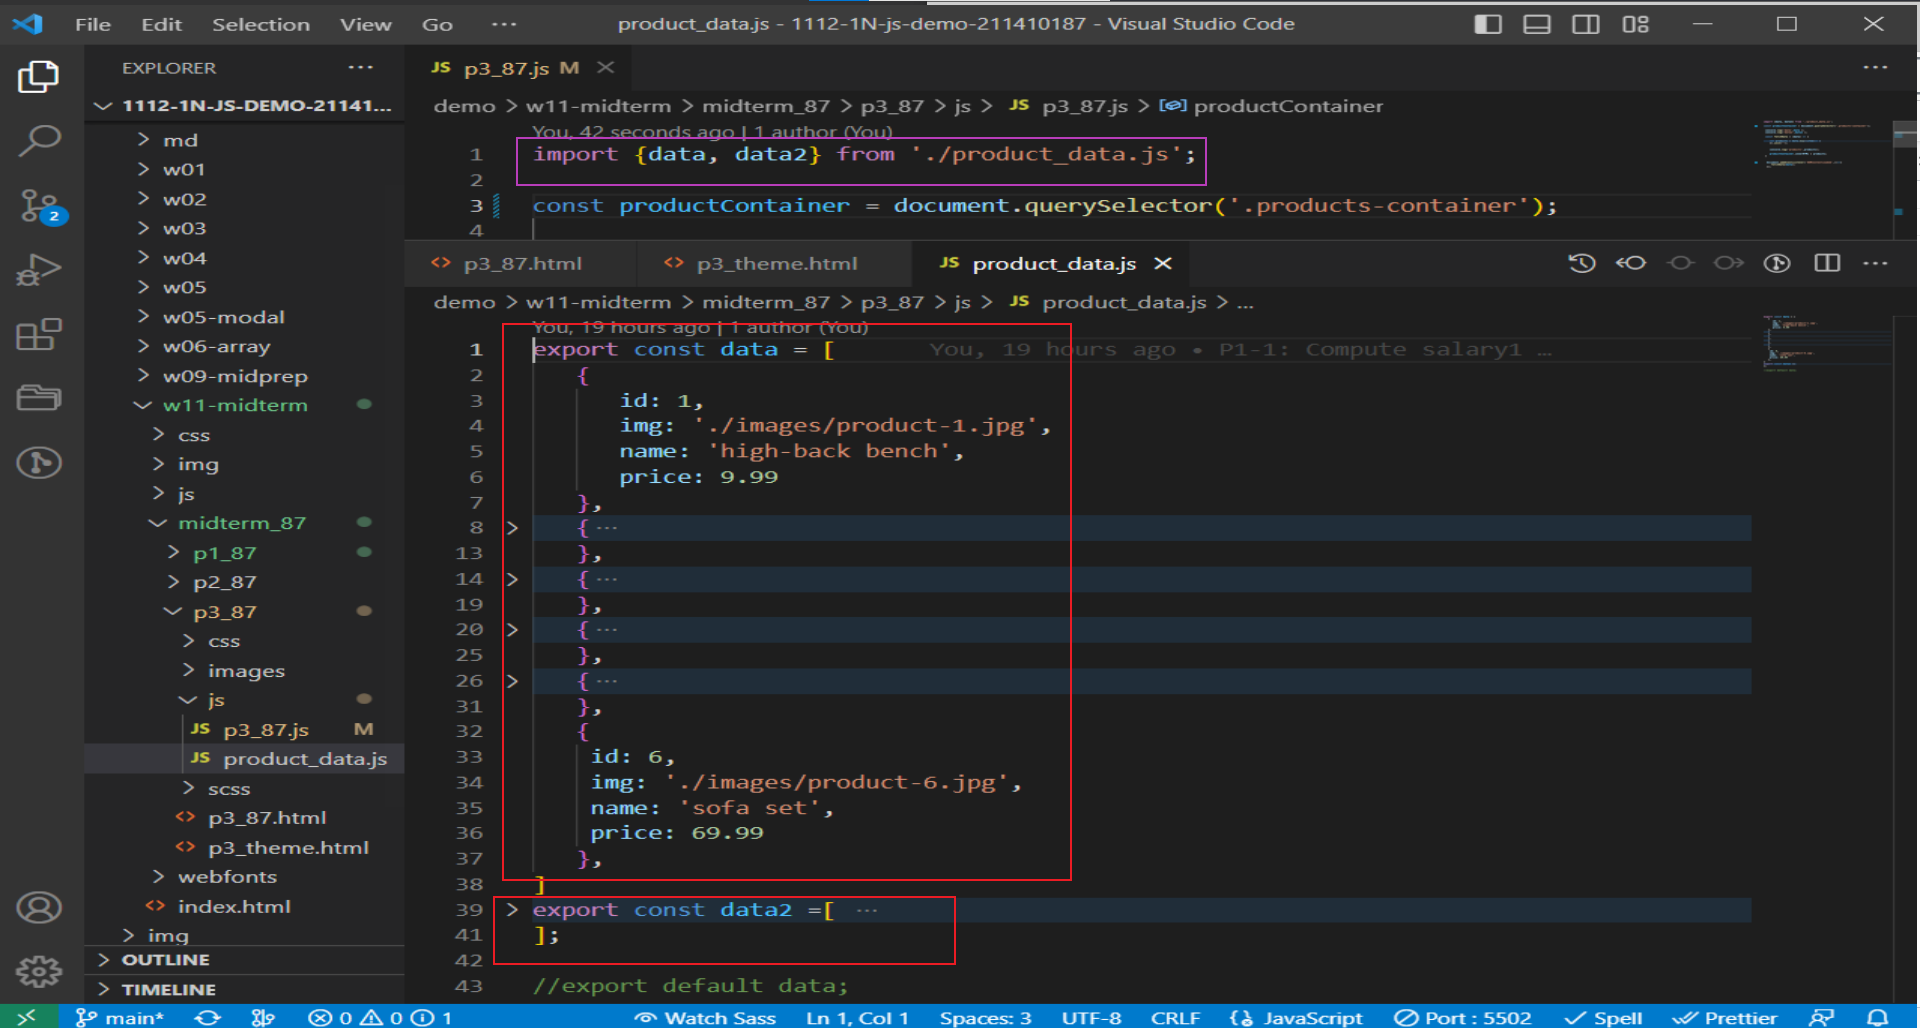 File Edit Selection View Go ··· product_data.js - 1112-1N-js-demo-211410187 - Visual Studio Code
EXPLORER ···
1112-1N-JS-DEMO-21141...
md
w01
w02
w03
w04
w05
w05-modal
w06-array
w09-midprep
w11-midterm
css
img
js
midterm_87
p1_87
p2_87
p3_87
css
images
js
JS p3_87.js M
JS product_data.js
scss
<> p3_87.html
<> p3_theme.html
webfonts
<> index.html
img
OUTLINE
TIMELINE
2
JS p3_87.js M
demo > w11-midterm > midterm_87 > p3_87 > js > JS p3_87.js > productContainer
You, 42 seconds ago | 1 author (You)
1 import {data, data2} from './product_data.js';
2
3 const productContainer = document.querySelector('.products-container');
4
<> p3_87.html <> p3_theme.html JS product_data.js
demo > w11-midterm > midterm_87 > p3_87 > js > JS product_data.js > ...
You, 19 hours ago | 1 author (You)
1 export const data = [ You, 19 hours ago • P1-1: Compute salary1 …
2 {
3 id: 1,
4 img: './images/product-1.jpg',
5 name: 'high-back bench',
6 price: 9.99
7 },
8 > { ···
13 },
14 > { ···
19 },
20 > { ···
25 },
26 > { ···
31 },
32 {
33 id: 6,
34 img: './images/product-6.jpg',
35 name: 'sofa set',
36 price: 69.99
37 },
38 ]
39 > export const data2 =[ ···
41 ];
42
43 //export default data;
main* 0 0 1 Watch Sass Ln 1, Col 1 Spaces: 3 UTF-8 CRLF {} JavaScript Port : 5502 Spell Prettier